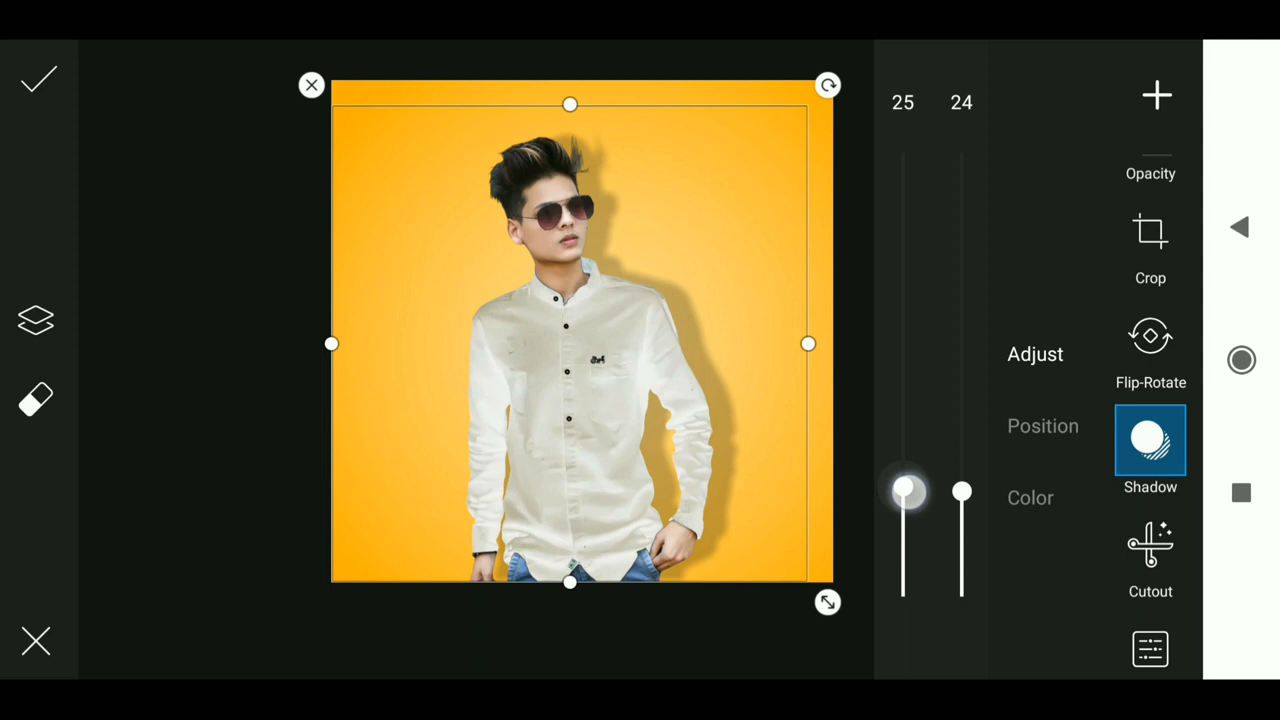 25 24
Opacity
Crop
Adjust
Flip-Rotate
Position
Shadow
Color
Cutout